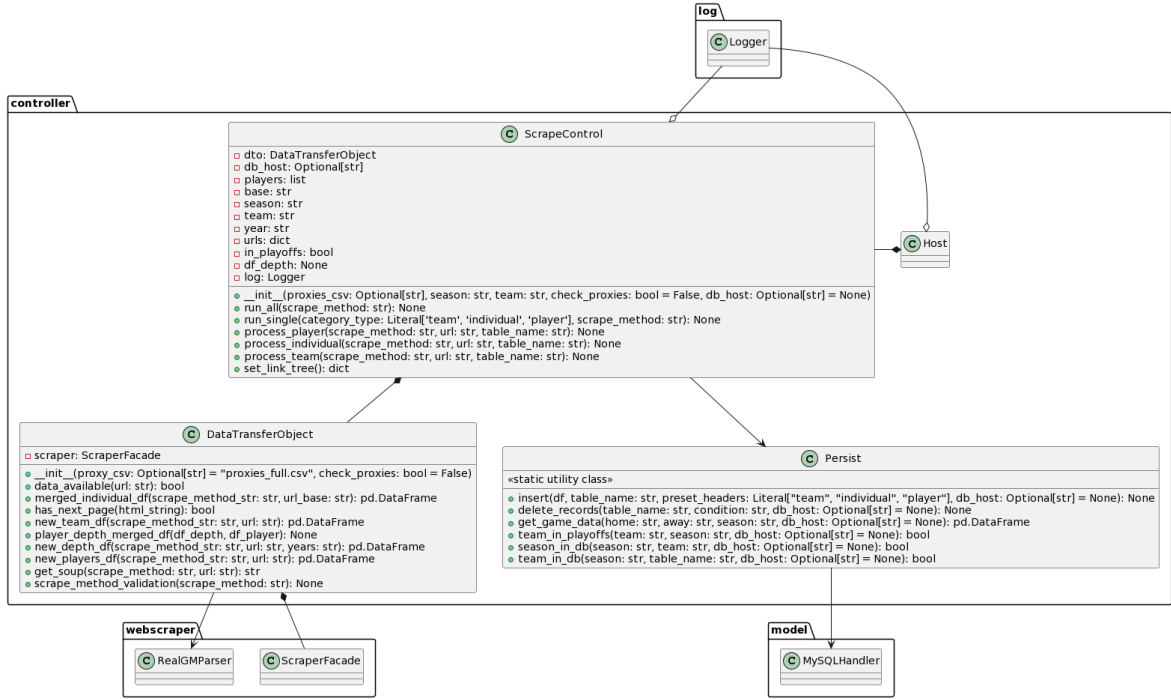 log
C Logger
controller
C ScrapeControl
dto: DataTransferObject
db_host: Optional[str]
players: list
base: str
season: str
team: str
year: str
urls: dict
in_playoffs: bool
df_depth: None
log: Logger
__init__(proxies_csv: Optional[str], season: str, team: str, check_proxies: bool = False, db_host: Optional[str] = None)
run_all(scrape_method: str): None
run_single(category_type: Literal['team', 'individual', 'player'], scrape_method: str): None
process_player(scrape_method: str, url: str, table_name: str): None
process_individual(scrape_method: str, url: str, table_name: str): None
process_team(scrape_method: str, url: str, table_name: str): None
set_link_tree(): dict
C Host
C DataTransferObject
scraper: ScraperFacade
__init__(proxy_csv: Optional[str] = "proxies_full.csv", check_proxies: bool = False)
data_available(url: str): bool
merged_individual_df(scrape_method_str: str, url_base: str): pd.DataFrame
has_next_page(html_string): bool
new_team_df(scrape_method_str: str, url: str): pd.DataFrame
player_depth_merged_df(df_depth, df_player): None
new_depth_df(scrape_method_str: str, url: str, years: str): pd.DataFrame
new_players_df(scrape_method_str: str, url: str): pd.DataFrame
get_soup(scrape_method: str, url: str): str
scrape_method_validation(scrape_method: str): None
C Persist
«static utility class»
insert(df, table_name: str, preset_headers: Literal["team", "individual", "player"], db_host: Optional[str] = None): None
delete_records(table_name: str, condition: str, db_host: Optional[str] = None): None
get_game_data(home: str, away: str, season: str, db_host: Optional[str] = None): pd.DataFrame
team_in_playoffs(team: str, season: str, db_host: Optional[str] = None): bool
season_in_db(season: str, team: str, db_host: Optional[str] = None): bool
team_in_db(season: str, table_name: str, db_host: Optional[str] = None): bool
webscraper
C RealGMParser
C ScraperFacade
model
C MySQLHandler